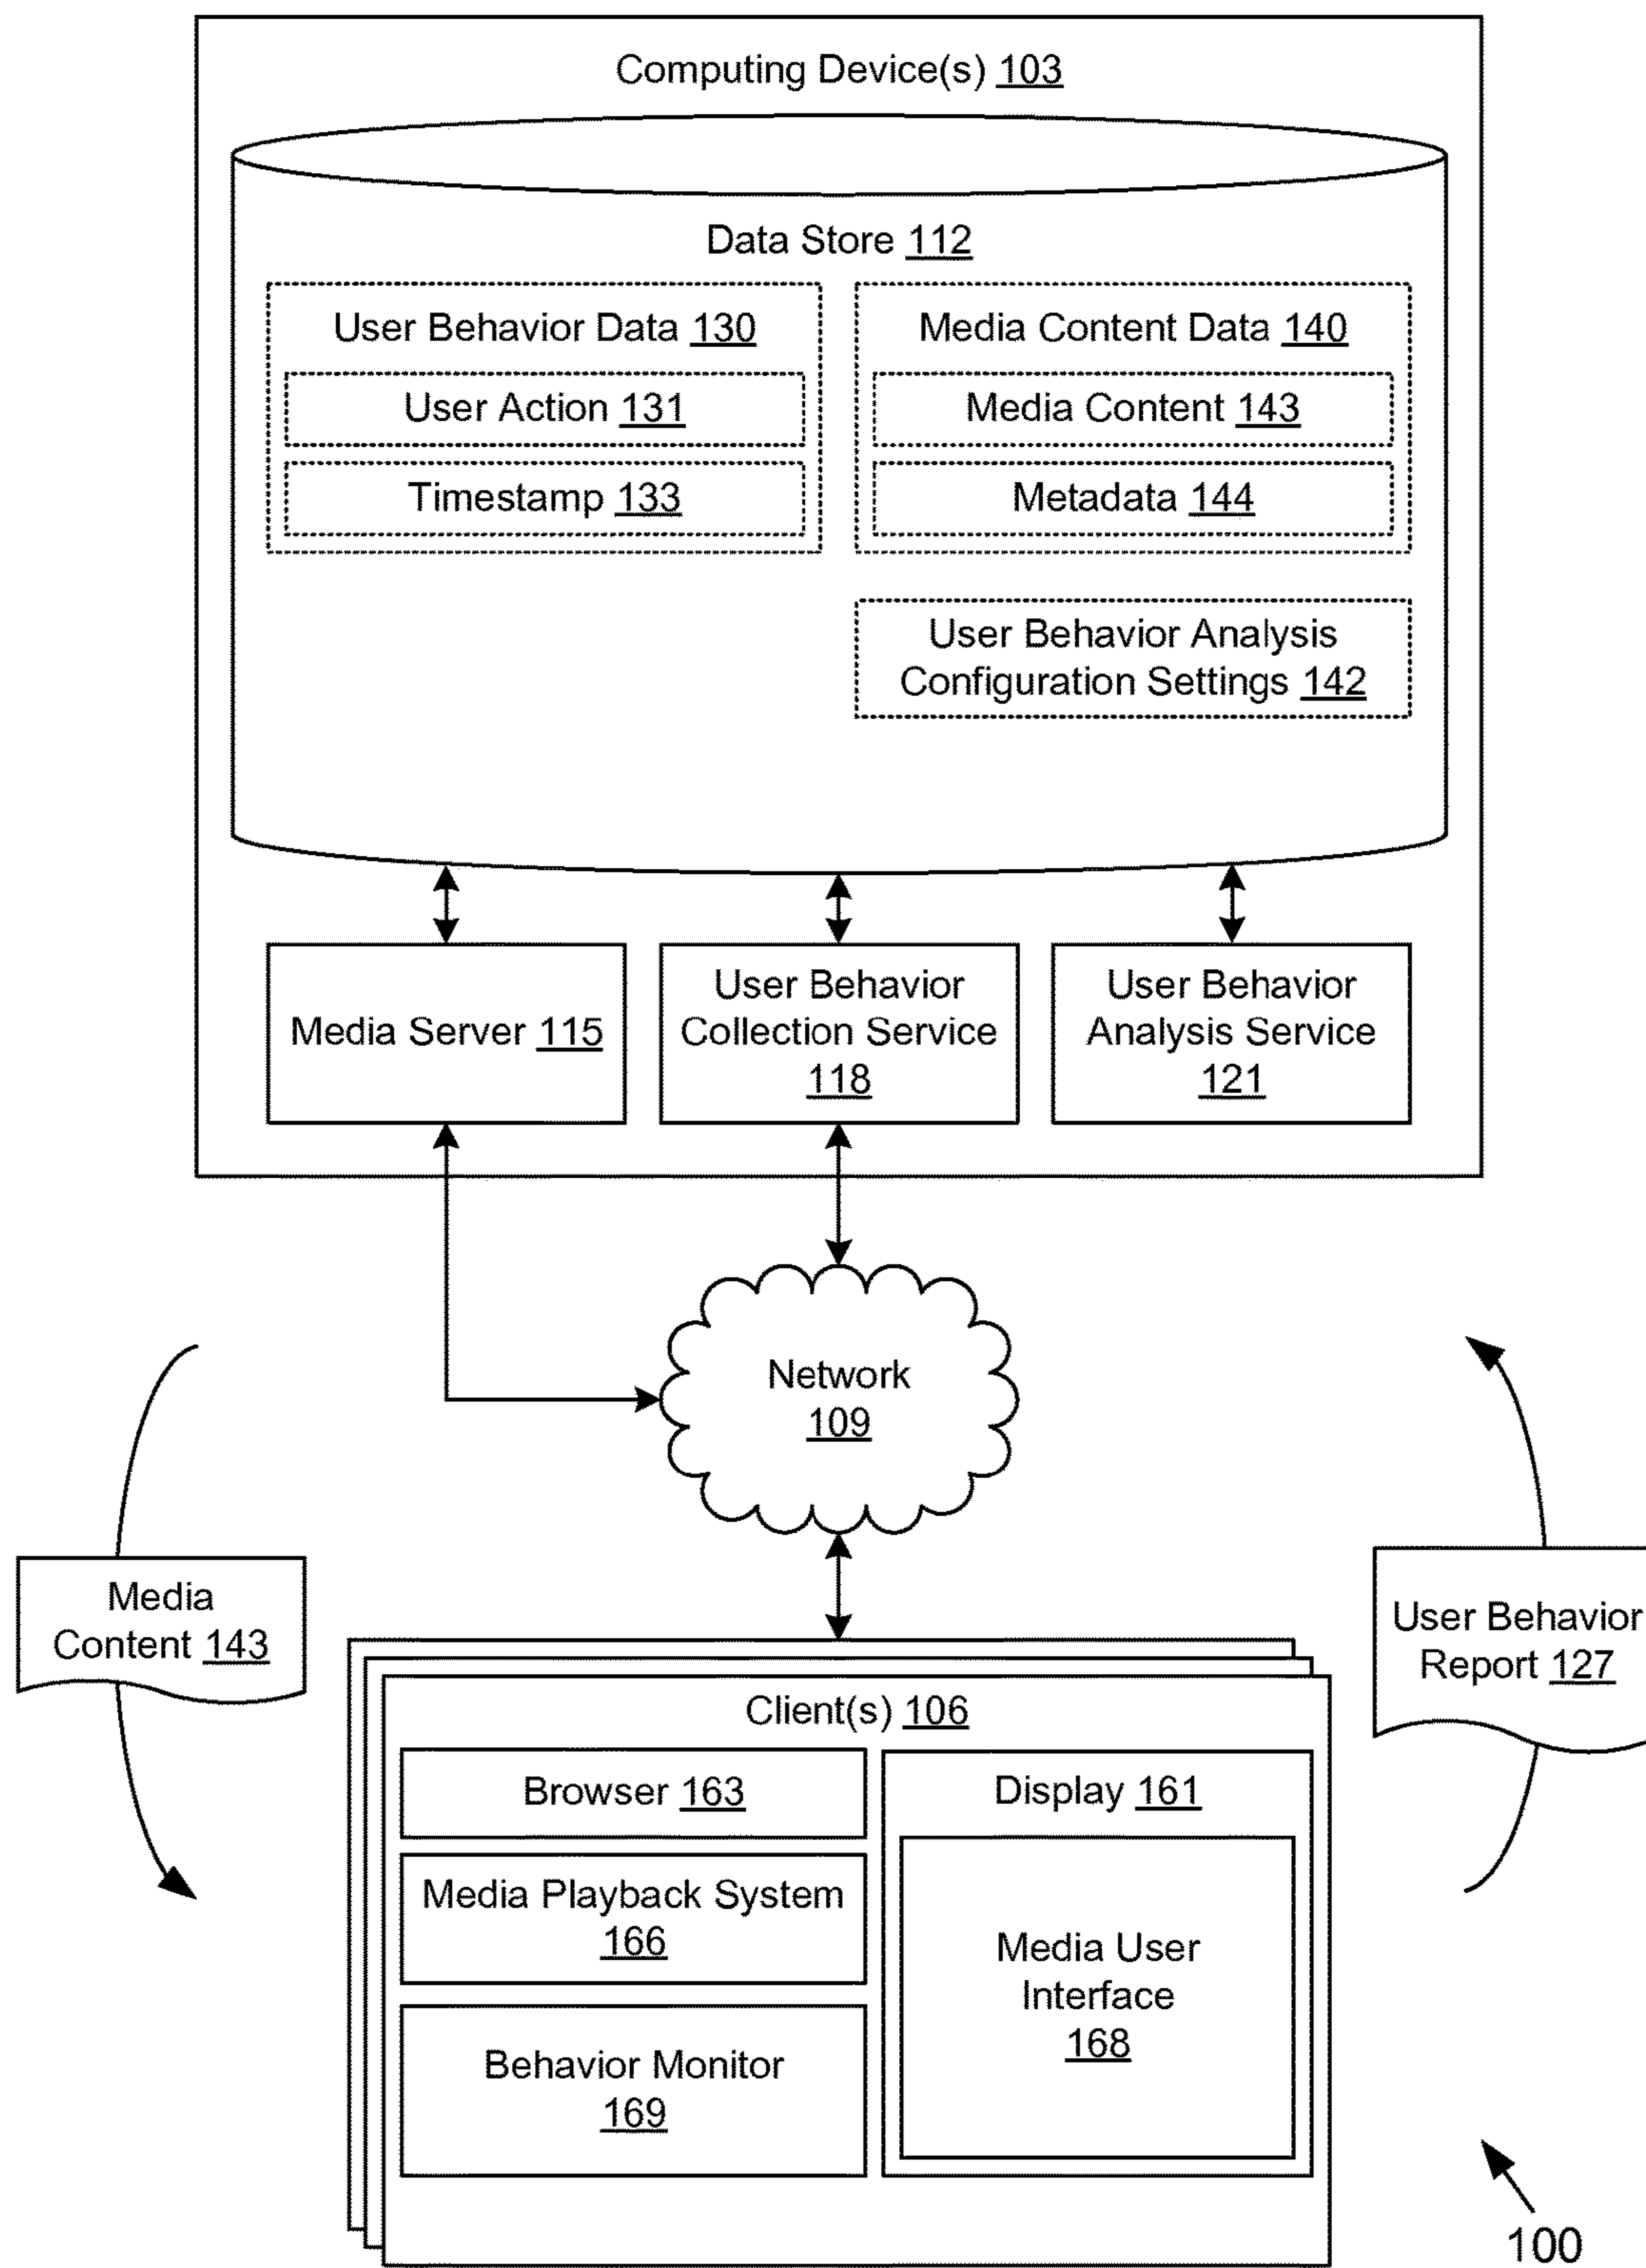 Computing Device(s) 103
Data Store 112
User Behavior Data 130
User Action 131
Timestamp 133
Media Content Data 140
Media Content 143
Metadata 144
User Behavior Analysis
Configuration Settings 142
Media Server 115
User Behavior
Collection Service
118
User Behavior
Analysis Service
121
Network
109
Media
Content 143
User Behavior
Report 127
Client(s) 106
Browser 163
Media Playback System
166
Behavior Monitor
169
Display 161
Media User
Interface
168
100